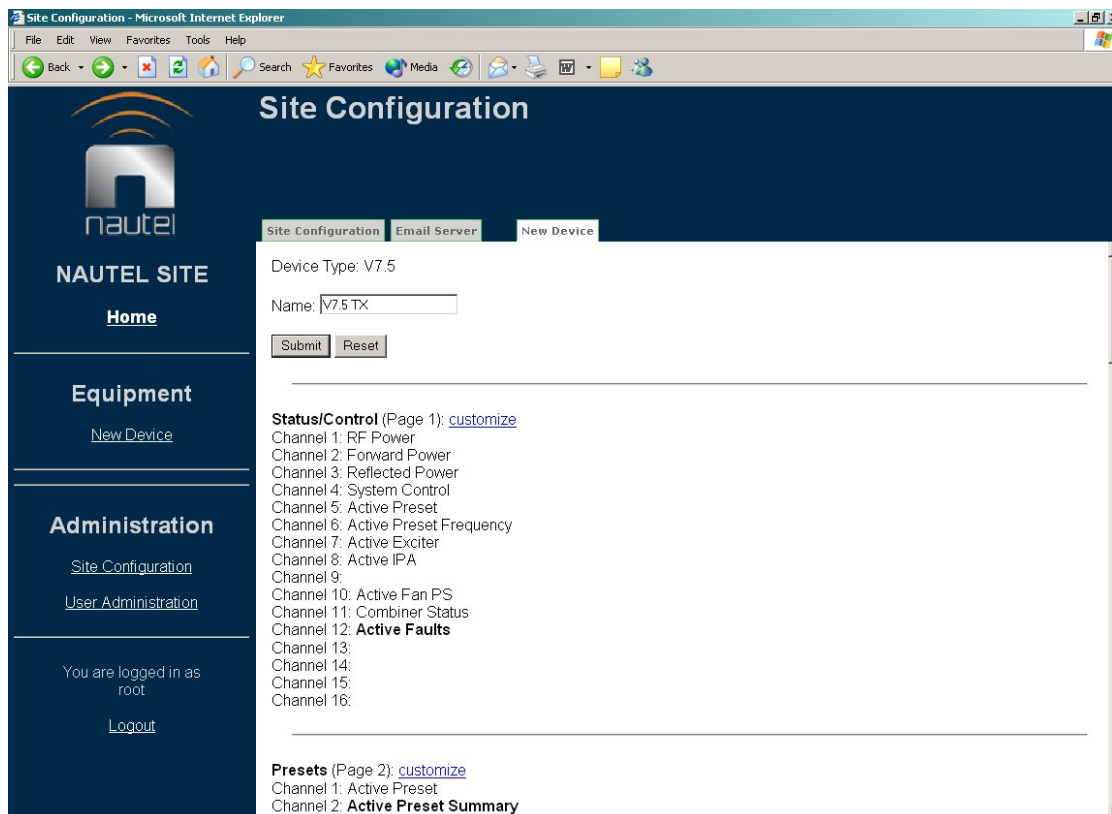 Site Configuration - Microsoft Internet Explorer
File Edit View Favorites Tools Help
Back Search Favorites Media
Site Configuration
nautel
Site Configuration Email Server New Device
NAUTEL SITE
Home
Equipment
New Device
Administration
Site Configuration
User Administration
You are logged in as
root
Logout
Device Type: V7.5
Name: V7.5 TX
Submit Reset
Status/Control (Page 1): customize
Channel 1: RF Power
Channel 2: Forward Power
Channel 3: Reflected Power
Channel 4: System Control
Channel 5: Active Preset
Channel 6: Active Preset Frequency
Channel 7: Active Exciter
Channel 8: Active IPA
Channel 9:
Channel 10: Active Fan PS
Channel 11: Combiner Status
Channel 12: Active Faults
Channel 13:
Channel 14:
Channel 15:
Channel 16:
Presets (Page 2): customize
Channel 1: Active Preset
Channel 2: Active Preset Summary